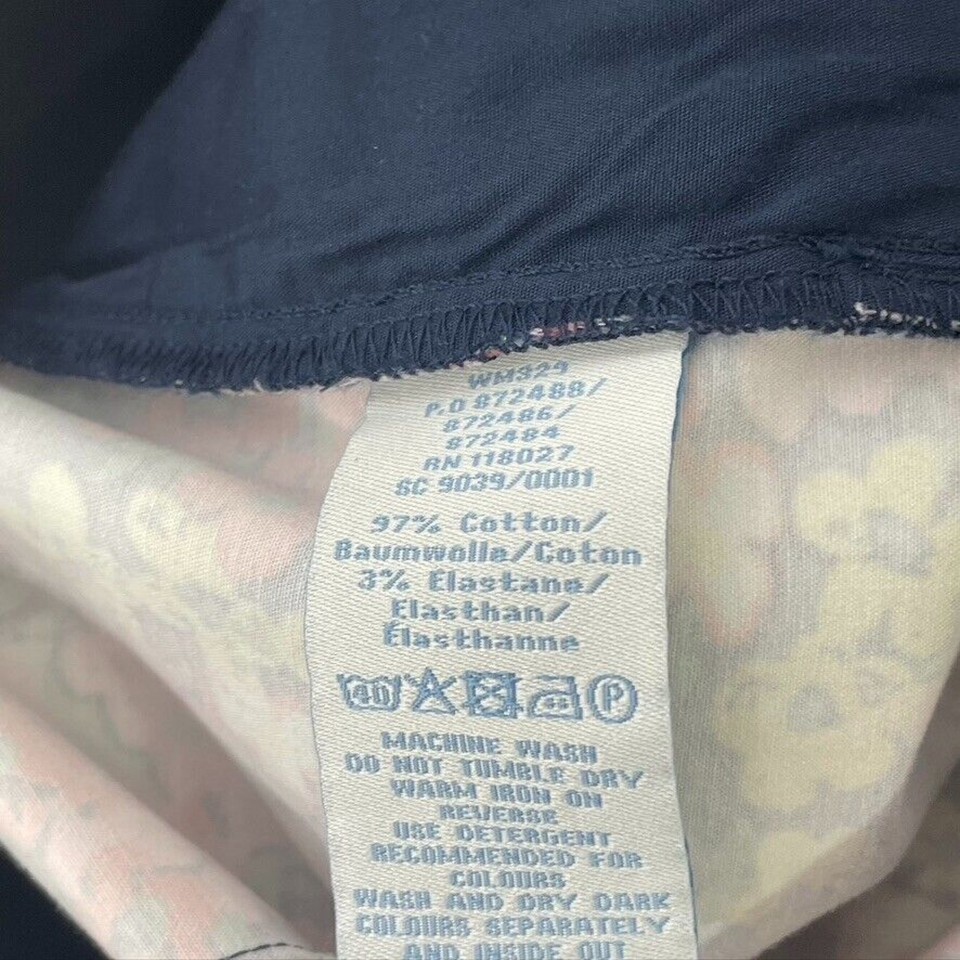 WM329
P.O 872488/
872486/
872484
RN 118027
SC 9039/0001
97% Cotton/
Baumwolle/Coton
3% Elastane/
Elasthan/
Élasthanne
40 P
MACHINE WASH
DO NOT TUMBLE DRY
WARM IRON ON
REVERSE
USE DETERGENT
RECOMMENDED FOR
COLOURS
WASH AND DRY DARK
COLOURS SEPARATELY
AND INSIDE OUT